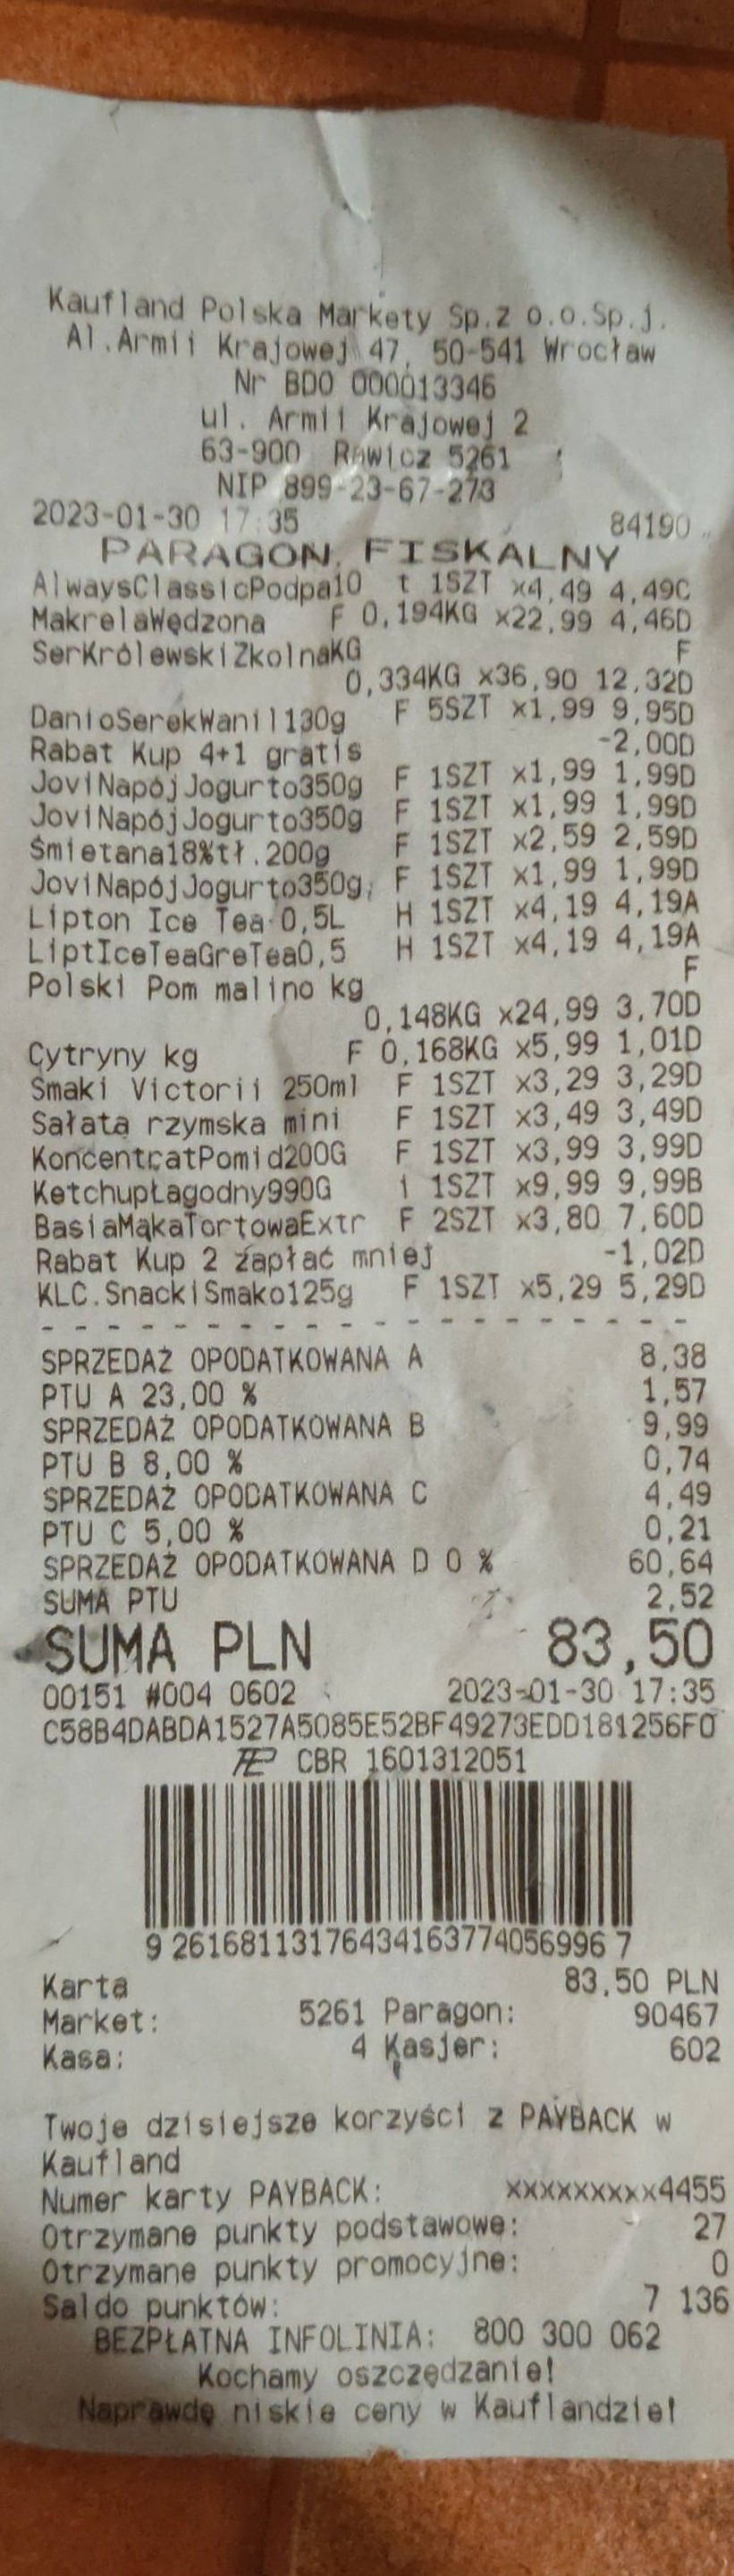 Kaufland Polska Markety Sp.z o.o.Sp.j.
Al.Armii Krajowej 47, 50-541 Wrocław
Nr BDO 000013346
ul. Armii Krajowej 2
63-900 Rawicz 5261
NIP 899-23-67-273
2023-01-30 17:35 84190
PARAGON FISKALNY
AlwaysClassicPodpa10 t 1SZT x4,49 4,49C
MakrelaWędzona F 0,194KG x22,99 4,46D
SerKrólewskiZkolnaKG F
0,334KG x36,90 12,32D
DanioSerekWanil130g F 5SZT x1,99 9,95D
Rabat Kup 4+1 gratis -2,00D
JoviNapójJogurto350g F 1SZT x1,99 1,99D
JoviNapójJogurto350g F 1SZT x1,99 1,99D
Śmietana18%tł.200g F 1SZT x2,59 2,59D
JoviNapójJogurto350g F 1SZT x1,99 1,99D
Lipton Ice Tea 0,5L H 1SZT x4,19 4,19A
LiptIceTeaGreTea0,5 H 1SZT x4,19 4,19A
Polski Pom malino kg F
0,148KG x24,99 3,70D
Cytryny kg F 0,168KG x5,99 1,01D
Smaki Victorii 250ml F 1SZT x3,29 3,29D
Sałata rzymska mini F 1SZT x3,49 3,49D
KoncentratPomid200G F 1SZT x3,99 3,99D
KetchupŁagodny990G i 1SZT x9,99 9,99B
BasiaMąkaTortowaExtr F 2SZT x3,80 7,60D
Rabat Kup 2 zapłać mniej -1,02D
KLC.SnackiSmako125g F 1SZT x5,29 5,29D
- - - - - - - - - - - - - - - - - - - -
SPRZEDAŻ OPODATKOWANA A 8,38
PTU A 23,00 % 1,57
SPRZEDAŻ OPODATKOWANA B 9,99
PTU B 8,00 % 0,74
SPRZEDAŻ OPODATKOWANA C 4,49
PTU C 5,00 % 0,21
SPRZEDAŻ OPODATKOWANA D 0 % 60,64
SUMA PTU 2,52
SUMA PLN 83,50
00151 #004 0602 2023-01-30 17:35
C58B4DABDA1527A5085E52BF49273EDD181256F0
CBR 1601312051
9 261681131764341637740569967
Karta 83,50 PLN
Market: 5261 Paragon: 90467
Kasa: 4 Kasjer: 602
Twoje dzisiejsze korzyści z PAYBACK w
Kaufland
Numer karty PAYBACK: xxxxxxxxx4455
Otrzymane punkty podstawowe: 27
Otrzymane punkty promocyjne: 0
Saldo punktów: 7 136
BEZPŁATNA INFOLINIA: 800 300 062
Kochamy oszczędzanie!
Naprawdę niskie ceny w Kauflandzie!